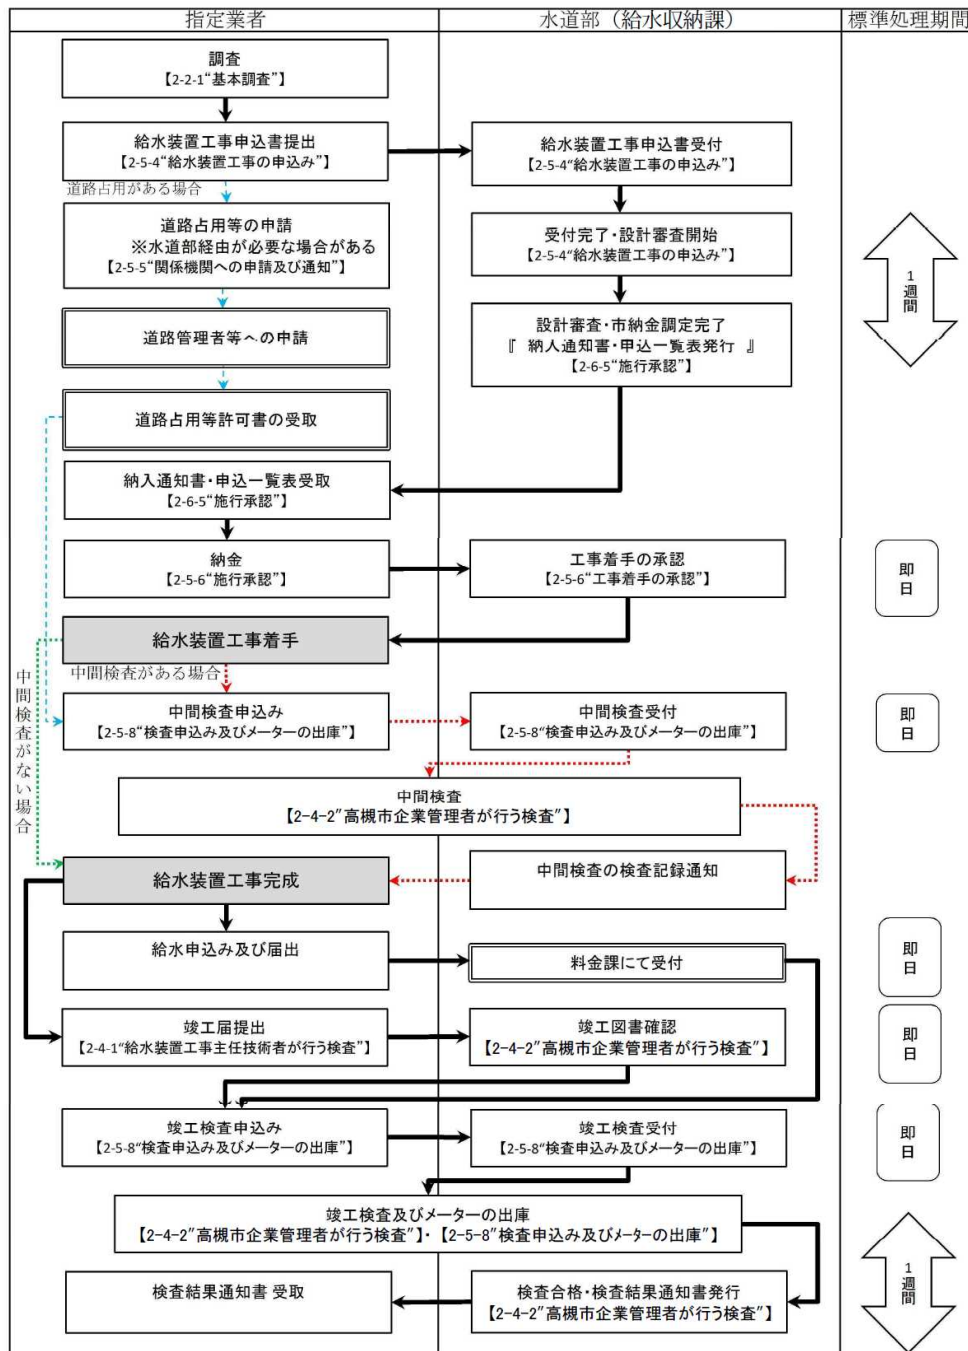 指定業者
水道部（給水収納課）
標準処理期間
調査
【2-2-1“基本調査”】
給水装置工事申込書提出
【2-5-4“給水装置工事の申込み”】
給水装置工事申込書受付
【2-5-4“給水装置工事の申込み”】
道路占用がある場合
道路占用等の申請
※水道部経由が必要な場合がある
【2-5-5“関係機関への申請及び通知”】
受付完了・設計審査開始
【2-5-4“給水装置工事の申込み”】
1週間
道路管理者等への申請
設計審査・市納金調定完了
『 納入通知書・申込一覧表発行 』
【2-6-5“施行承認”】
道路占用等許可書の受取
納入通知書・申込一覧表受取
【2-6-5“施行承認”】
納金
【2-5-6“施行承認”】
工事着手の承認
【2-5-6“工事着手の承認”】
即日
給水装置工事着手
中間検査がある場合
中間検査がない場合
中間検査申込み
【2-5-8“検査申込み及びメーターの出庫”】
中間検査受付
【2-5-8“検査申込み及びメーターの出庫”】
即日
中間検査
【2-4-2”高槻市企業管理者が行う検査”】
給水装置工事完成
中間検査の検査記録通知
給水申込み及び届出
料金課にて受付
即日
竣工届提出
【2-4-1“給水装置工事主任技術者が行う検査”】
竣工図書確認
【2-4-2”高槻市企業管理者が行う検査”】
即日
竣工検査申込み
【2-5-8“検査申込み及びメーターの出庫”】
竣工検査受付
【2-5-8“検査申込み及びメーターの出庫”】
即日
竣工検査及びメーターの出庫
【2-4-2”高槻市企業管理者が行う検査”】・【2-5-8”検査申込み及びメーターの出庫”】
検査結果通知書 受取
検査合格・検査結果通知書発行
【2-4-2”高槻市企業管理者が行う検査”】
1週間